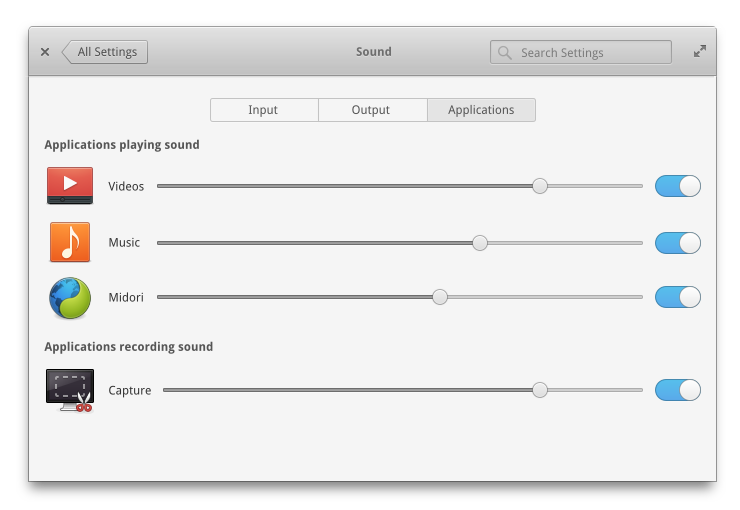 All Settings
Sound
Search Settings
Input
Output
Applications
Applications playing sound
Videos
Music
Midori
Applications recording sound
Capture